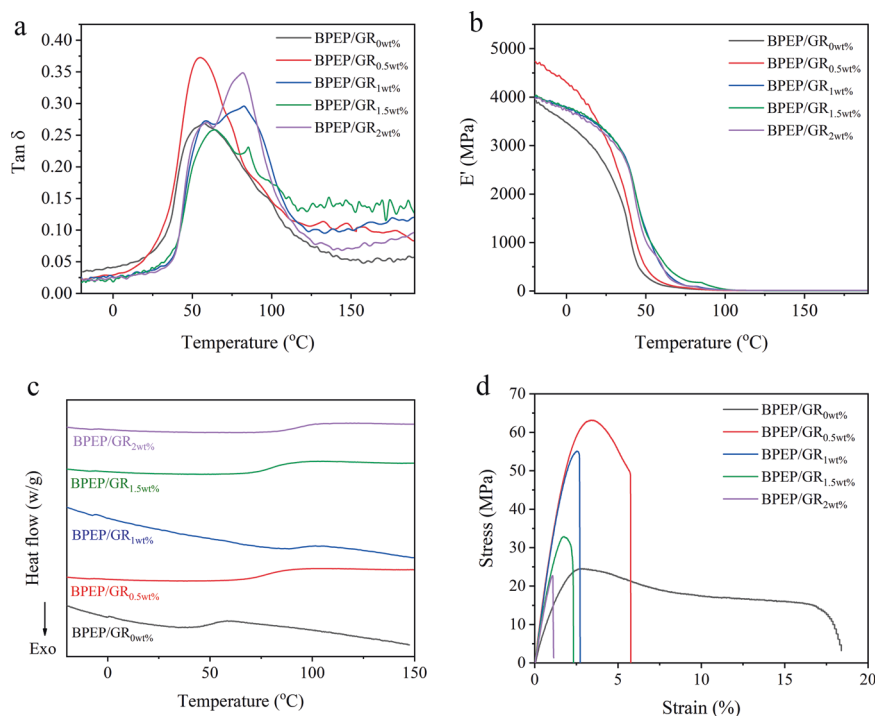 a
BPEP/GR0wt%
BPEP/GR0.5wt%
BPEP/GR1wt%
BPEP/GR1.5wt%
BPEP/GR2wt%
0.40
0.35
0.30
0.25
0.20
0.15
0.10
0.05
0.00
Tan δ
0
50
100
150
Temperature (°C)
b
BPEP/GR0wt%
BPEP/GR0.5wt%
BPEP/GR1wt%
BPEP/GR1.5wt%
BPEP/GR2wt%
5000
4000
3000
2000
1000
0
E' (MPa)
0
50
100
150
Temperature (°C)
c
BPEP/GR2wt%
BPEP/GR1.5wt%
BPEP/GR1wt%
BPEP/GR0.5wt%
BPEP/GR0wt%
Heat flow (w/g)
Exo
0
50
100
150
Temperature (°C)
d
BPEP/GR0wt%
BPEP/GR0.5wt%
BPEP/GR1wt%
BPEP/GR1.5wt%
BPEP/GR2wt%
70
60
50
40
30
20
10
0
Stress (MPa)
0
5
10
15
20
Strain (%)